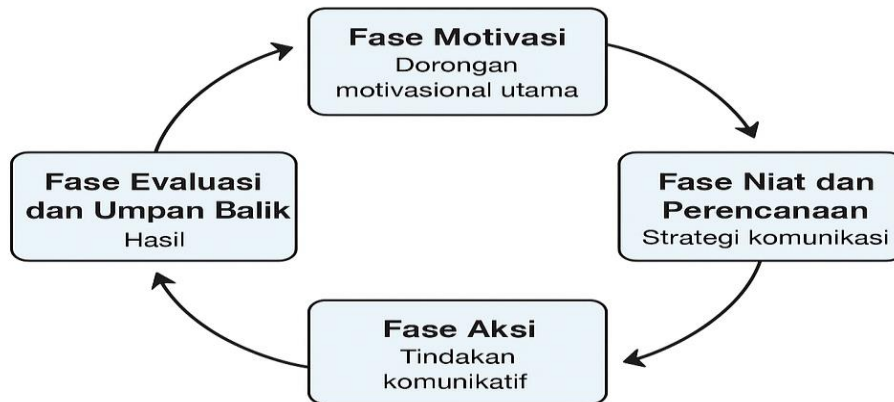 Fase Motivasi
Dorongan
motivasional utama
Fase Niat dan
Perencanaan
Strategi komunikasi
Fase Aksi
Tindakan
komunikatif
Fase Evaluasi
dan Umpan Balik
Hasil